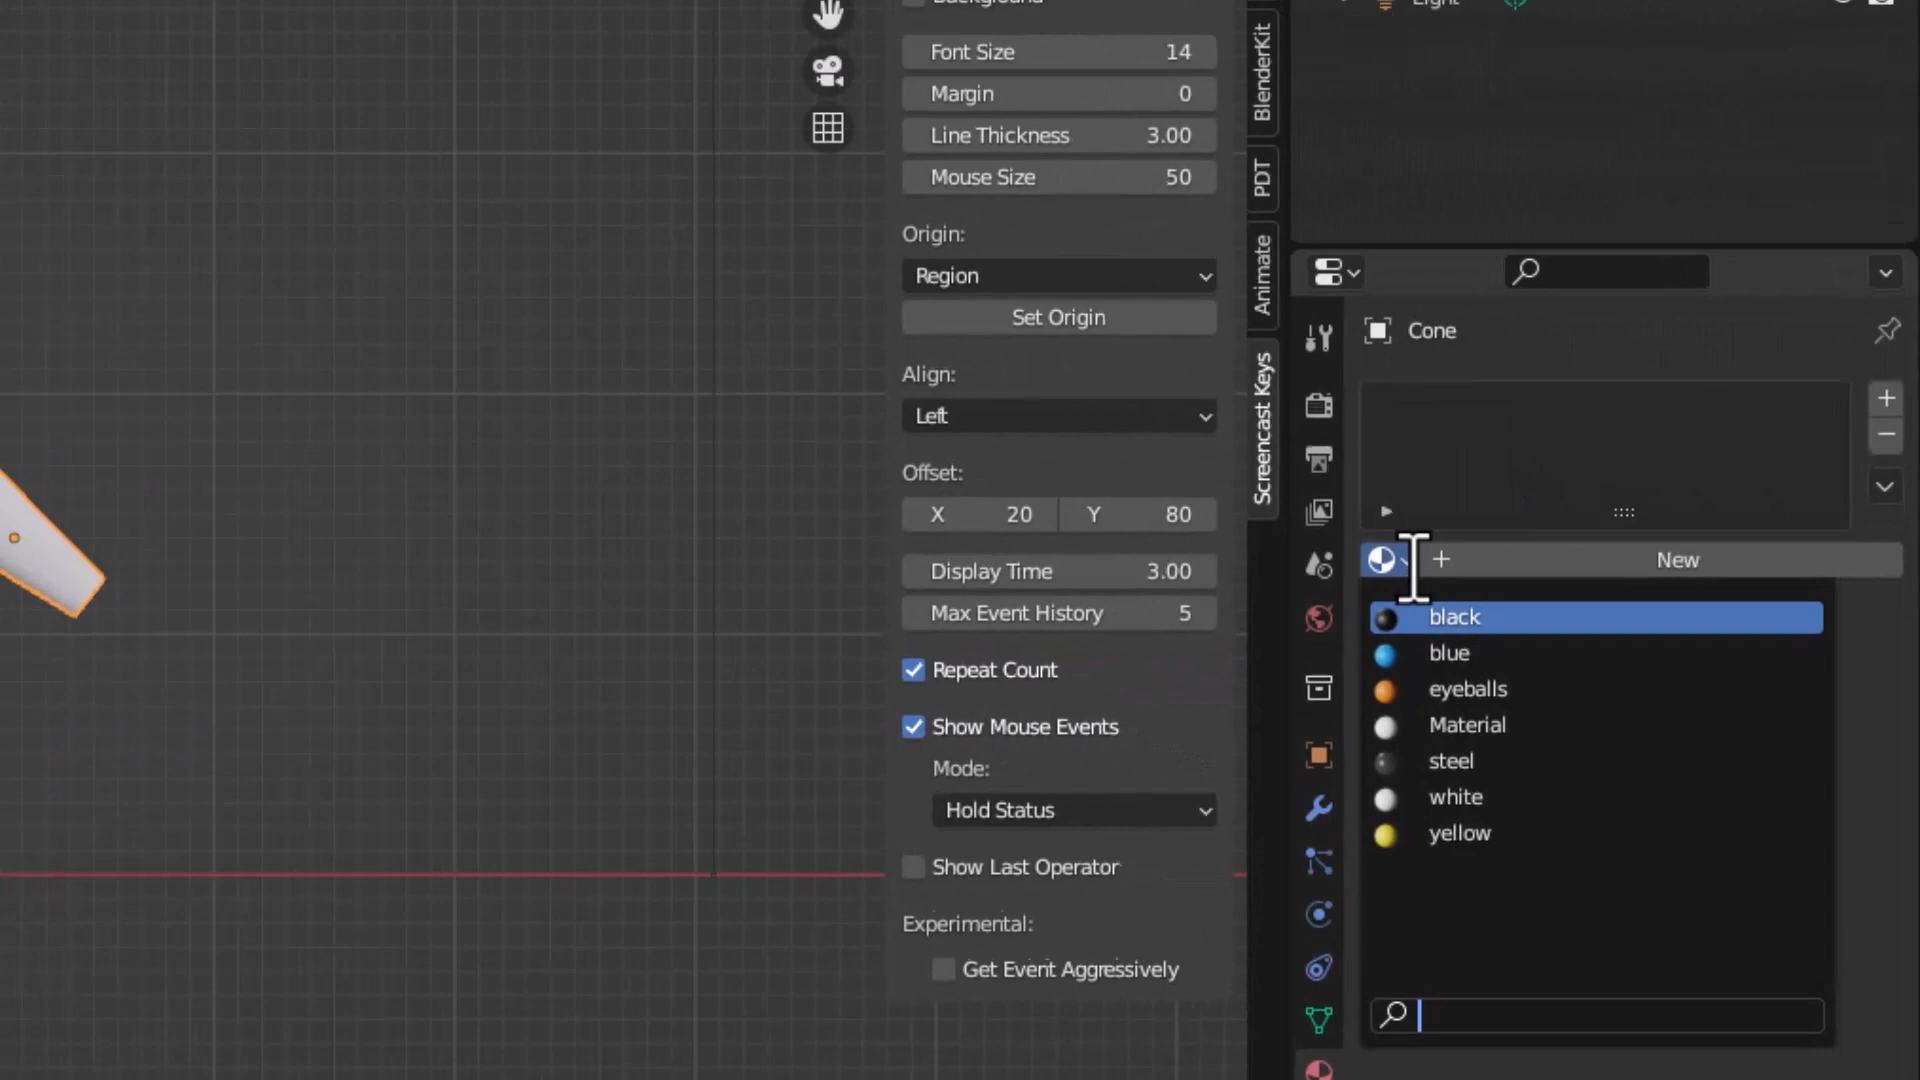 Background
Font Size 14
Margin 0
Line Thickness 3.00
Mouse Size 50
Origin:
Region
Set Origin
Align:
Left
Offset:
X 20 Y 80
Display Time 3.00
Max Event History 5
Repeat Count
Show Mouse Events
Mode:
Hold Status
Show Last Operator
Experimental:
Get Event Aggressively
BlenderKit
PDT
Animate
Screencast Keys
Light
Cone
New
black
blue
eyeballs
Material
steel
white
yellow